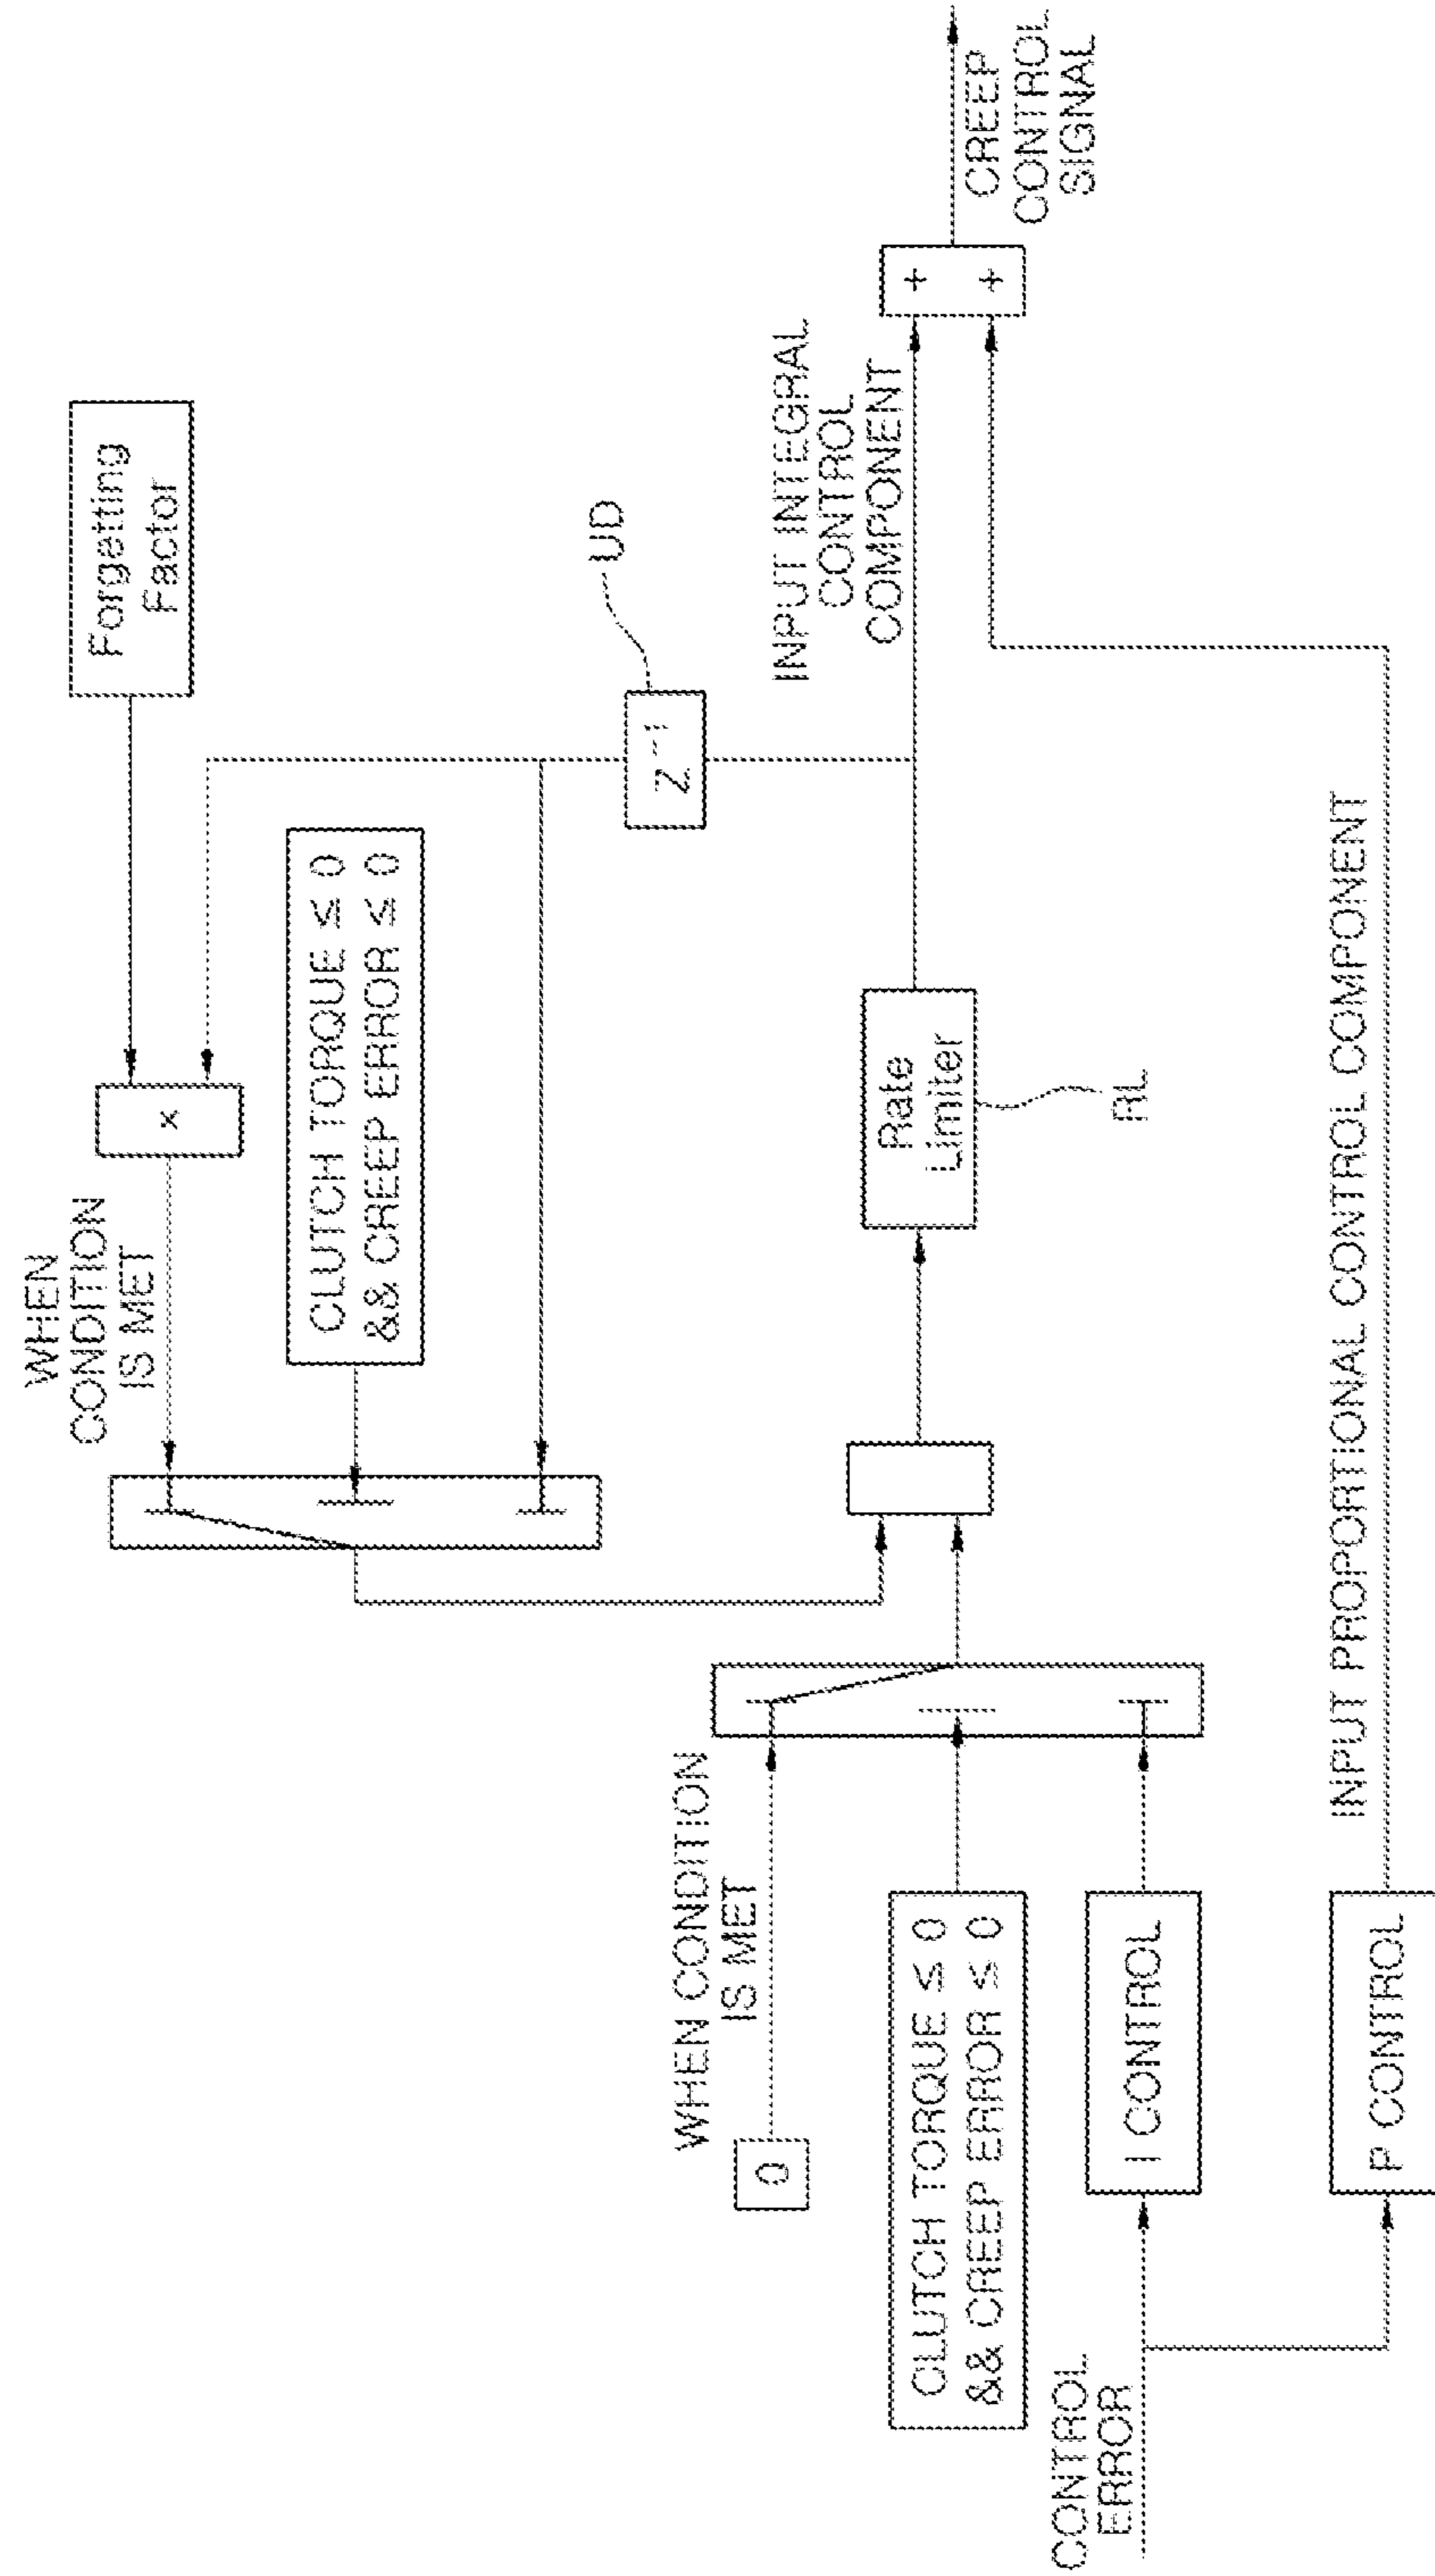 Forgetting
Factor
×
WHEN
CONDITION
IS MET
CLUTCH TORQUE ≤ 0
&& CREEP ERROR ≤ 0
Z⁻¹
UD
INPUT INTEGRAL
CONTROL
COMPONENT
+
+
CREEP
CONTROL
SIGNAL
Rate
Limiter
RL
WHEN CONDITION
IS MET
0
CLUTCH TORQUE ≤ 0
&& CREEP ERROR ≤ 0
CONTROL
ERROR
I CONTROL
P CONTROL
INPUT PROPORTIONAL CONTROL COMPONENT